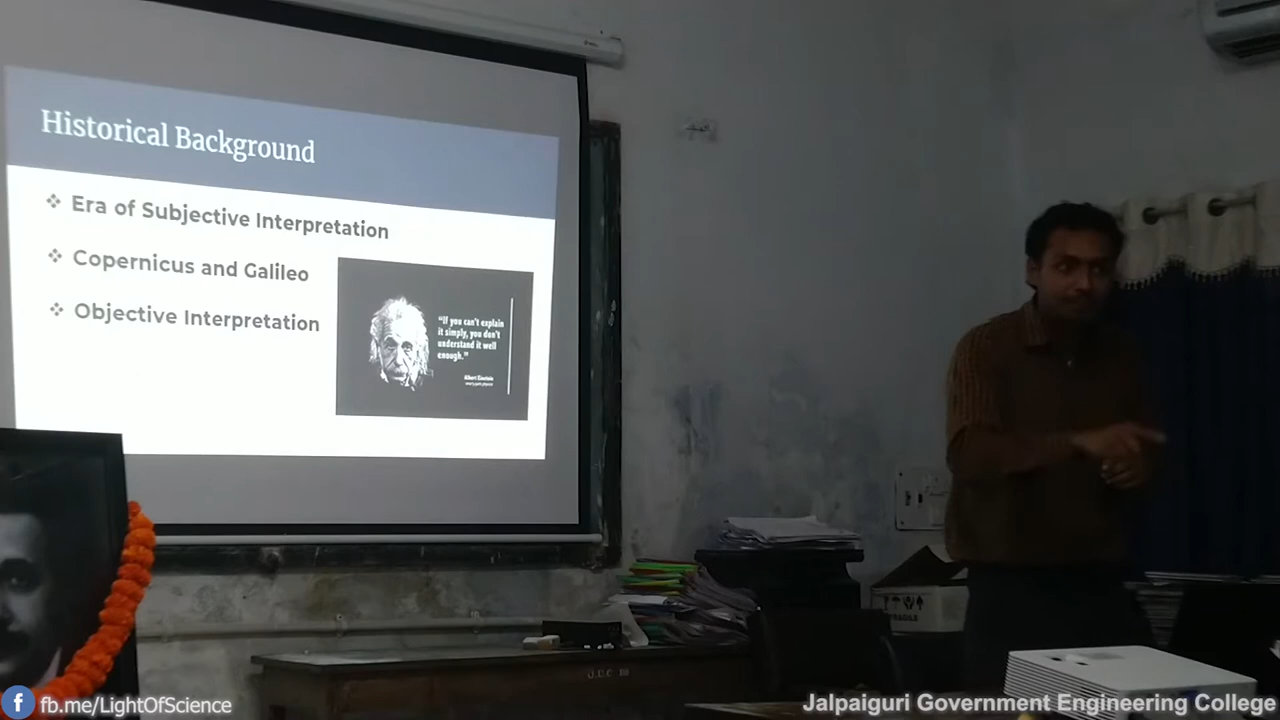 Historical Background
Era of Subjective Interpretation
Copernicus and Galileo
Objective Interpretation
"If you can't explain
it simply, you don't
understand it well
enough."
Albert Einstein
FRAGILE
fb.me/LightOfScience
Jalpaiguri Government Engineering College